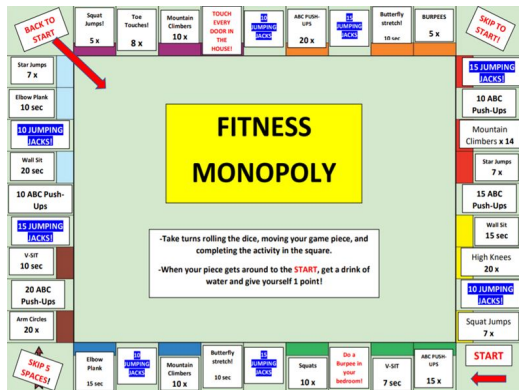 BACK TO
START
Squat
Jumps!
5 x
Toe
Touches!
8 x
Mountain
Climbers
10 x
TOUCH
EVERY
DOOR IN
THE
HOUSE!
10
JUMPING
JACKS
ABC PUSH-
UPS
20 x
15
JUMPING
JACKS
Butterfly
stretch!
10 sec
BURPEES
5 x
SKIP TO
START!
Star Jumps
7 x
Elbow Plank
10 sec
10 JUMPING
JACKS!
Wall Sit
20 sec
10 ABC Push-
Ups
15 JUMPING
JACKS!
V-SIT
10 sec
20 ABC
Push-Ups
Arm Circles
20 x
FITNESS
MONOPOLY
-Take turns rolling the dice, moving your game piece, and
completing the activity in the square.
-When your piece gets around to the START, get a drink of
water and give yourself 1 point!
15 JUMPING
JACKS!
10 ABC
Push-Ups
Mountain
Climbers x 14
Star Jumps
7 x
15 ABC
Push-Ups
Wall Sit
15 sec
High Knees
20 x
10 JUMPING
JACKS!
Squat Jumps
7 x
SKIP 5
SPACES!
Elbow
Plank
15 sec
10
JUMPING
JACKS
Mountain
Climbers
10 x
Butterfly
stretch!
10 sec
15
JUMPING
JACKS
Squats
10 x
Do a
Burpee in
your
bedroom!
V-SIT
7 sec
ABC PUSH-
UPS
15 x
START